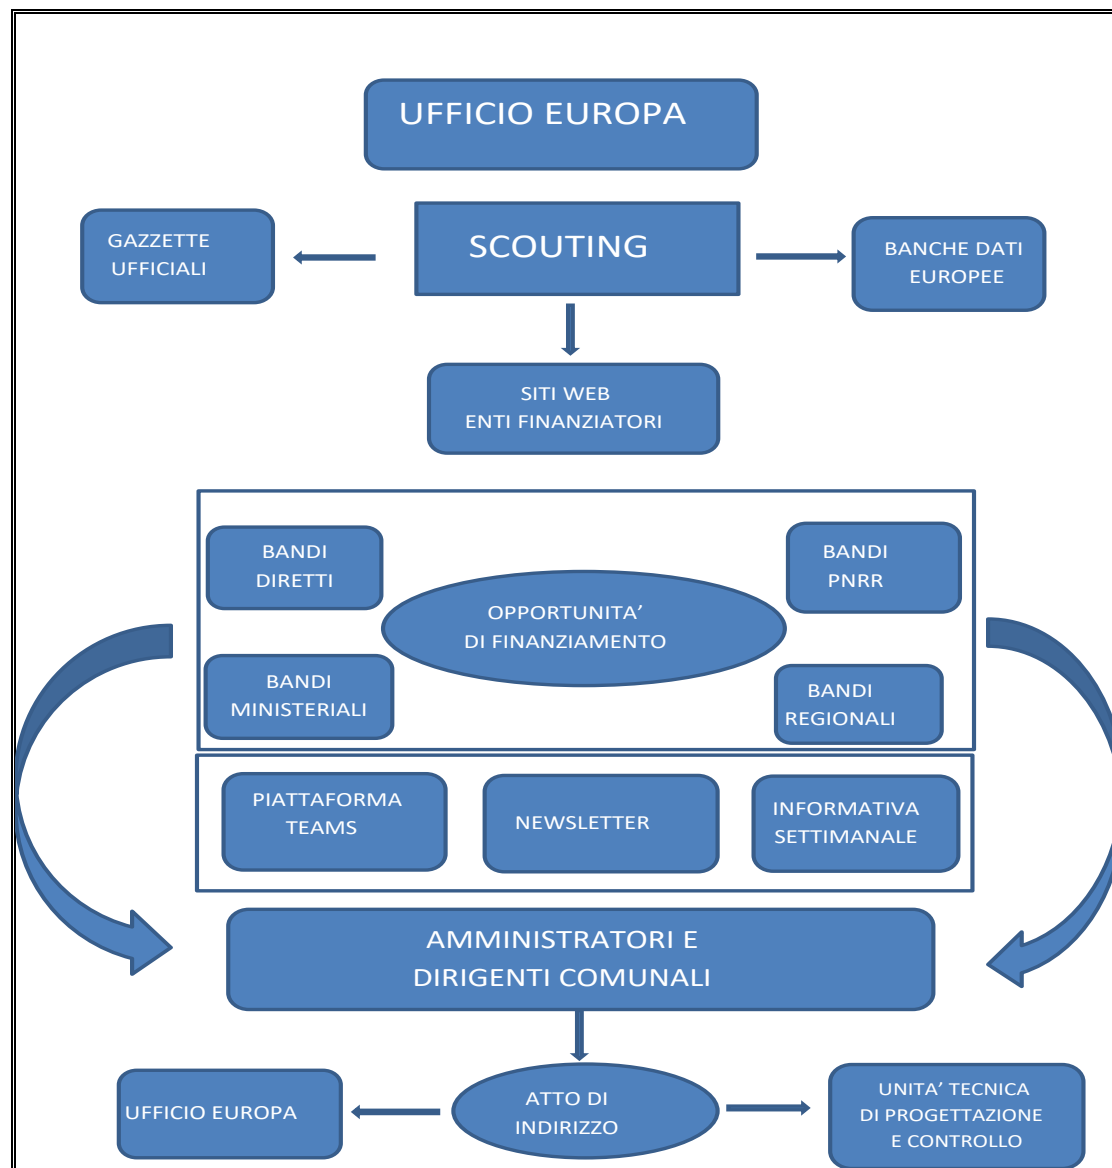 UFFICIO EUROPA
SCOUTING
GAZZETTE
UFFICIALI
BANCHE DATI
EUROPEE
SITI WEB
ENTI FINANZIATORI
BANDI
DIRETTI
BANDI
PNRR
OPPORTUNITA’
DI FINANZIAMENTO
BANDI
MINISTERIALI
BANDI
REGIONALI
PIATTAFORMA
TEAMS
NEWSLETTER
INFORMATIVA
SETTIMANALE
AMMINISTRATORI E
DIRIGENTI COMUNALI
UFFICIO EUROPA
ATTO DI
INDIRIZZO
UNITA’ TECNICA
DI PROGETTAZIONE
E CONTROLLO